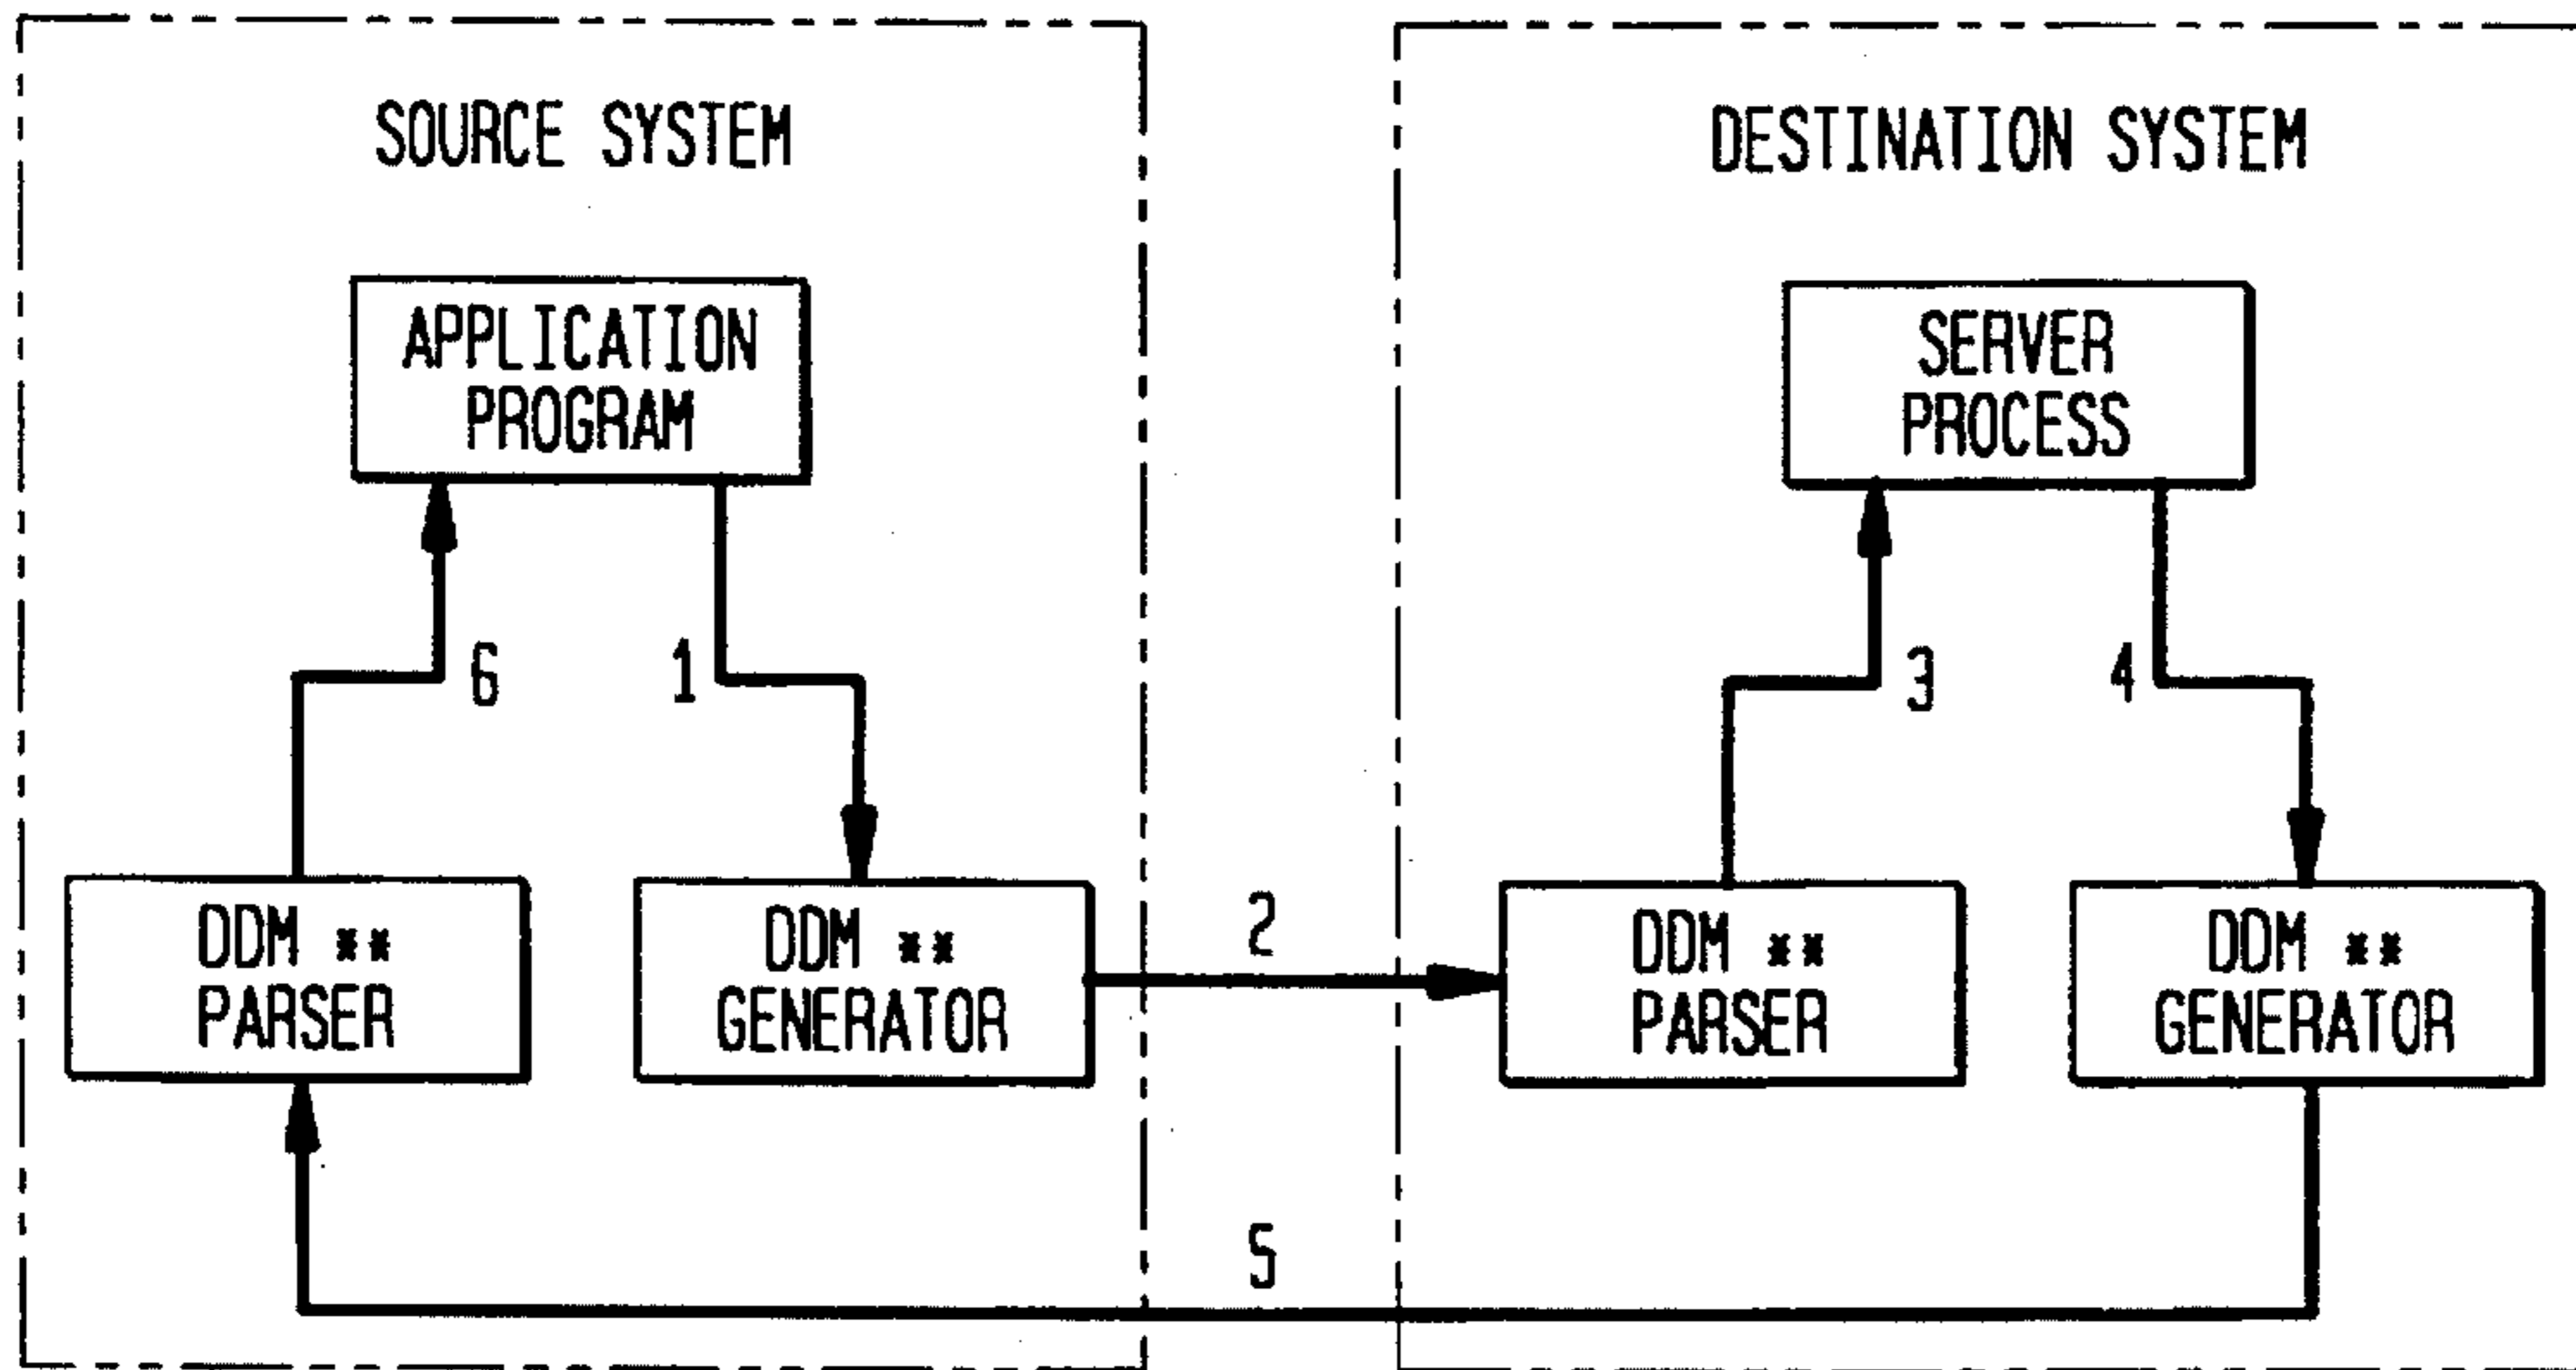 SOURCE SYSTEM
DESTINATION SYSTEM
APPLICATION
PROGRAM
SERVER
PROCESS
6
1
3
4
DDM **
PARSER
DDM **
GENERATOR
2
DDM **
PARSER
DDM **
GENERATOR
5